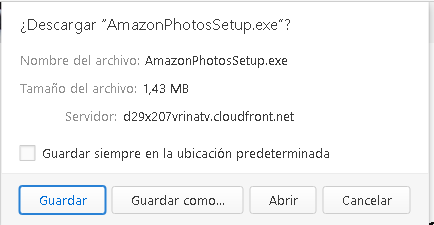 ¿Descargar "AmazonPhotosSetup.exe"?
Nombre del archivo: AmazonPhotosSetup.exe
Tamaño del archivo: 1,43 MB
Servidor: d29x207vrinatv.cloudfront.net
Guardar siempre en la ubicación predeterminada
Guardar Guardar como... Abrir Cancelar